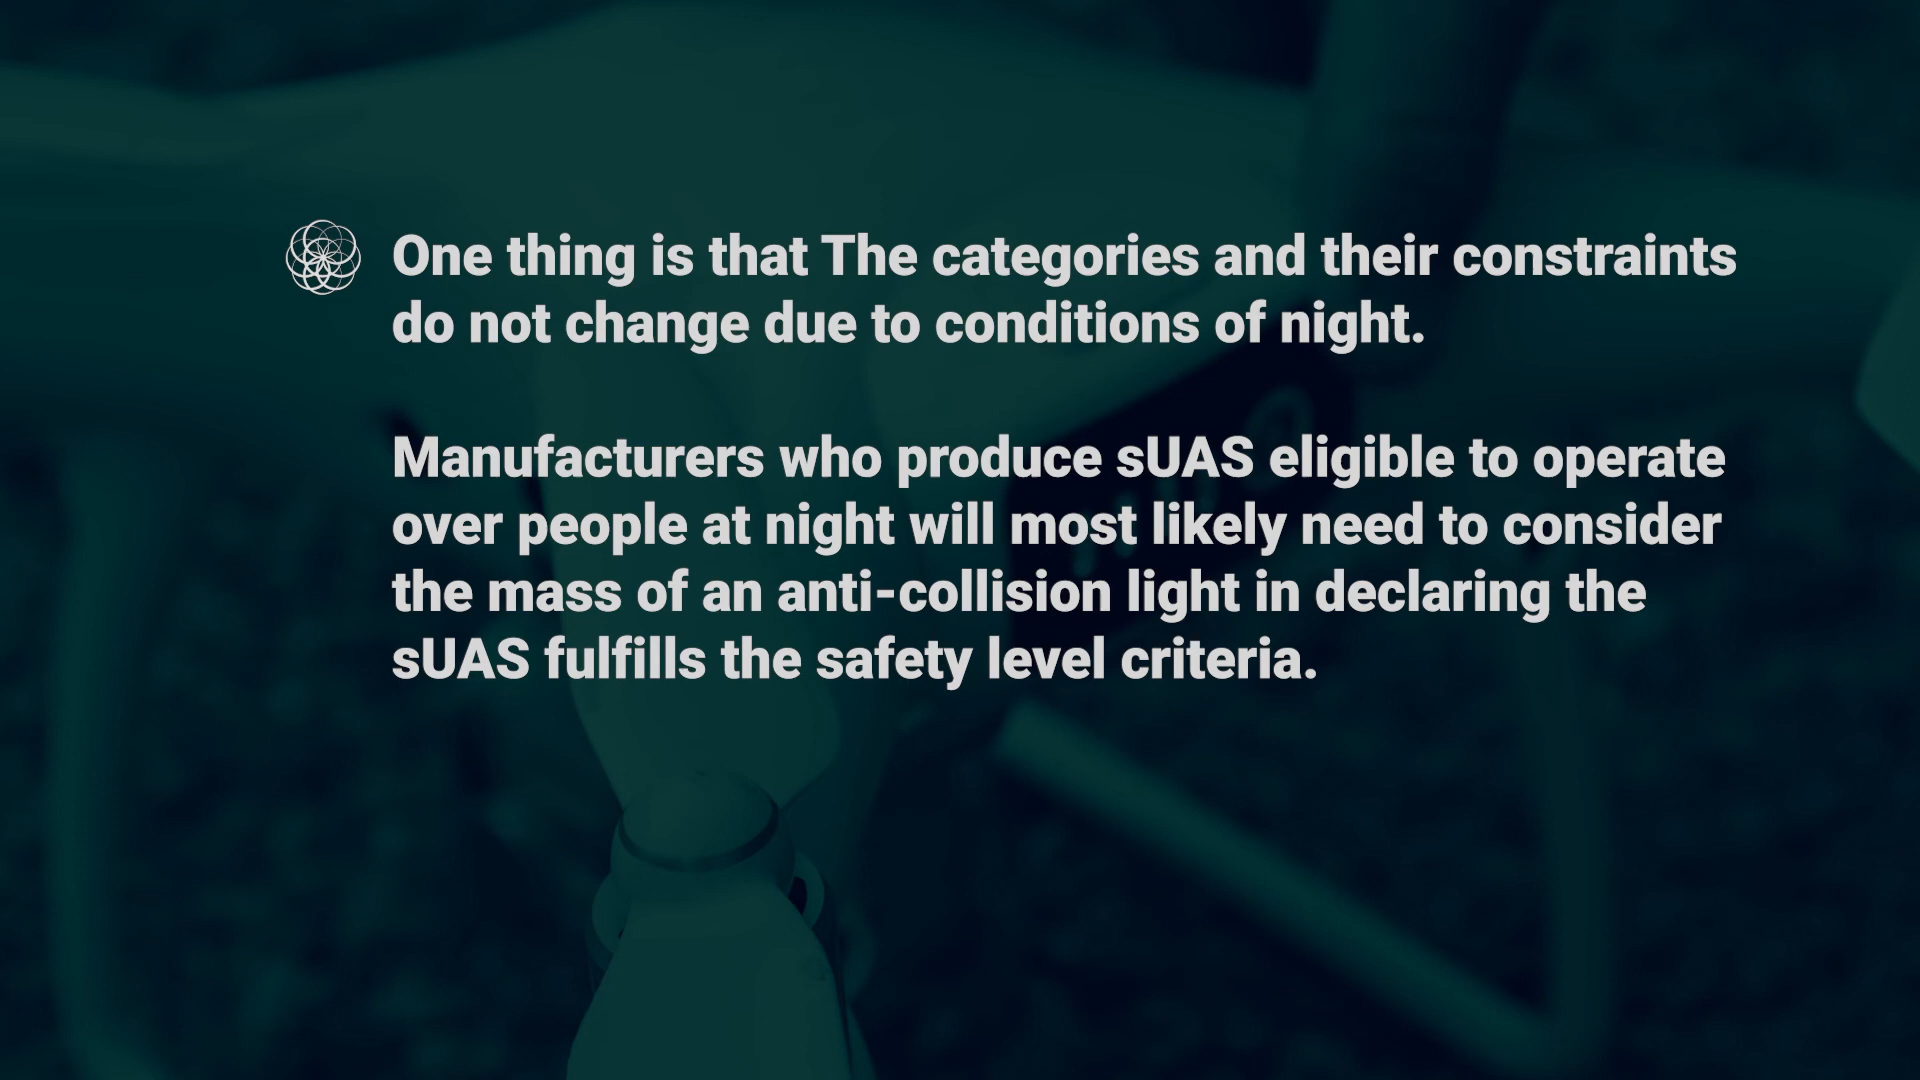 One thing is that The categories and their constraints
do not change due to conditions of night.
Manufacturers who produce sUAS eligible to operate
over people at night will most likely need to consider
the mass of an anti-collision light in declaring the
sUAS fulfills the safety level criteria.